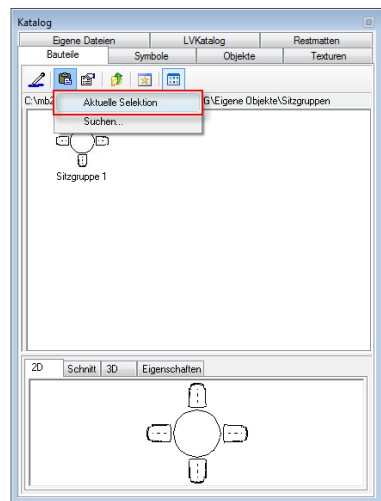 Katalog
Eigene Dateien LVKatalog Restmatten
Bauteile Symbole Objekte Texturen
C:\mb2 G\Eigene Objekte\Sitzgruppen
Aktuelle Selektion
Suchen...
Sitzgruppe 1
2D Schnitt 3D Eigenschaften